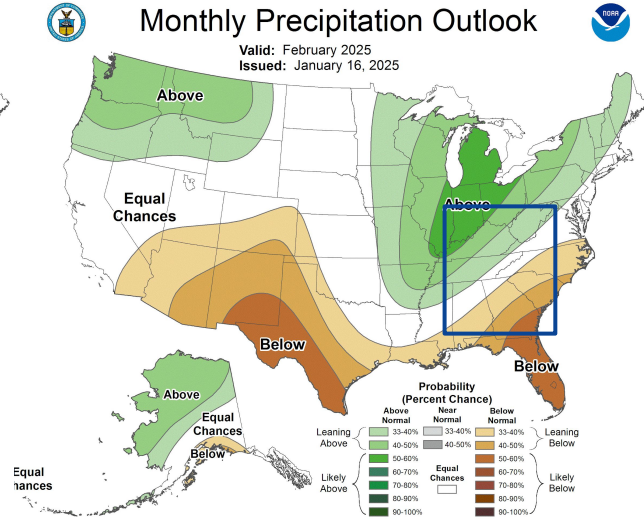 Monthly Precipitation Outlook
NOAA
Valid: February 2025
Issued: January 16, 2025
Above
Equal
Chances
Above
Below
Below
Above
Equal
Chances
Below
Equal
hances
Probability
(Percent Chance)
Above
Normal
Near
Normal
Below
Normal
Leaning
Above
33-40%
40-50%
50-60%
60-70%
70-80%
80-90%
90-100%
Likely
Above
33-40%
40-50%
Equal
Chances
33-40%
40-50%
50-60%
60-70%
70-80%
80-90%
90-100%
Leaning
Below
Likely
Below